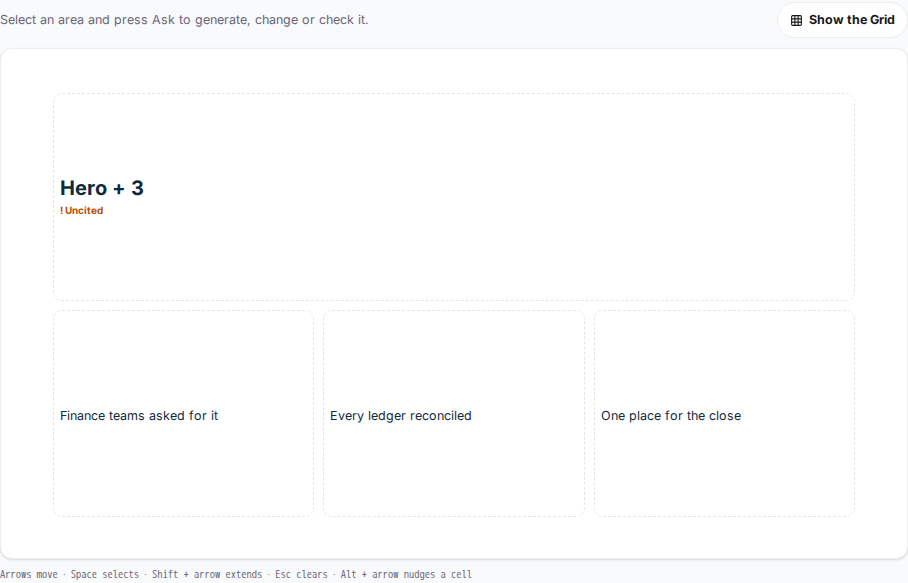 Select an area and press Ask to generate, change or check it.
Show the Grid
Hero + 3
! Uncited
Finance teams asked for it
Every ledger reconciled
One place for the close
Arrows move · Space selects · Shift + arrow extends · Esc clears · Alt + arrow nudges a cell